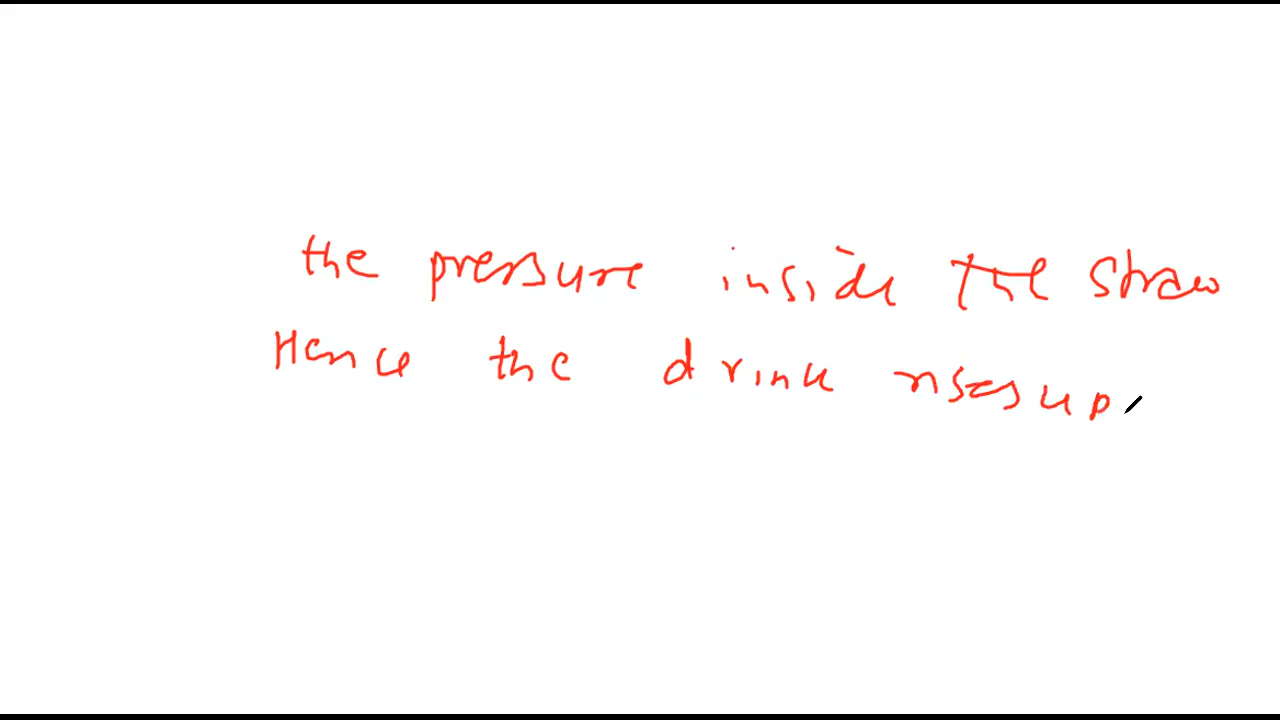 the pressure inside the straw
Hence the drink rises up